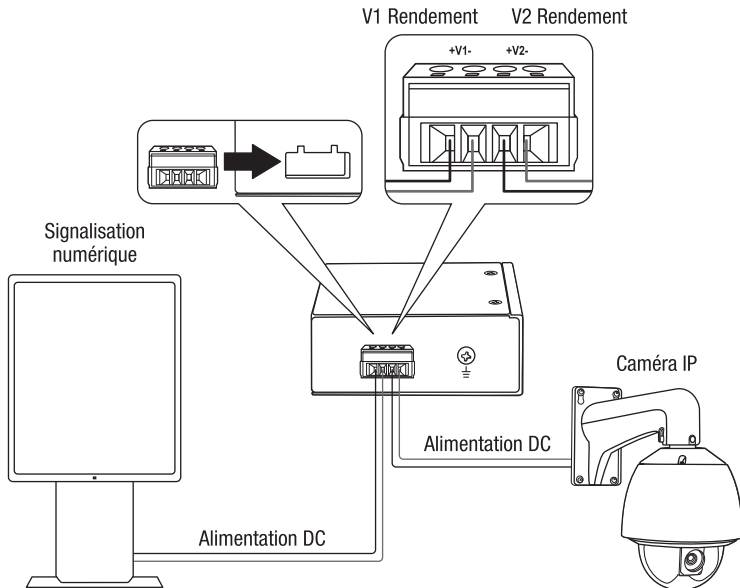 V1 Rendement V2 Rendement
+V1- +V2-
Signalisation
numérique
Caméra IP
Alimentation DC
Alimentation DC